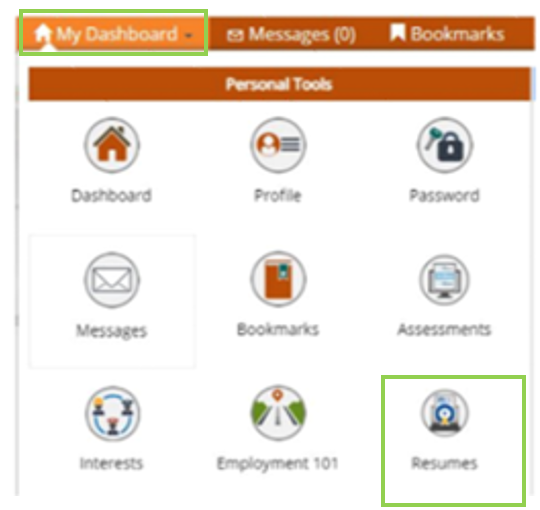 My Dashboard Messages (0) Bookmarks
Personal Tools
Dashboard Profile Password
Messages Bookmarks Assessments
Interests Employment 101 Resumes